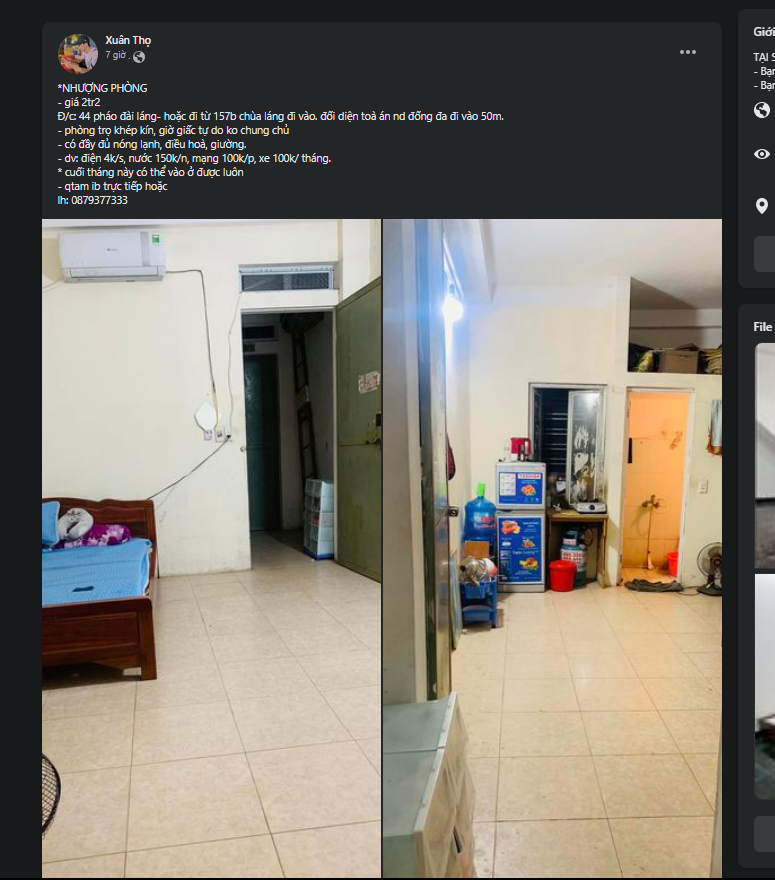 Xuân Thọ
7 giờ ·
*NHƯỢNG PHÒNG
- giá 2tr2
Đ/c: 44 pháo đài láng- hoặc đi từ 157b chùa láng đi vào. đối diện toà án nd đống đa đi vào 50m.
- phòng trọ khép kín, giờ giấc tự do ko chung chủ
- có đầy đủ nóng lạnh, điều hoà, giường.
- dv: điện 4k/s, nước 150k/n, mạng 100k/p, xe 100k/ tháng.
* cuối tháng này có thể vào ở được luôn
- qtam ib trực tiếp hoặc
lh: 0879377333
Giới
TẠI S
- Bạn
- Bạn
File